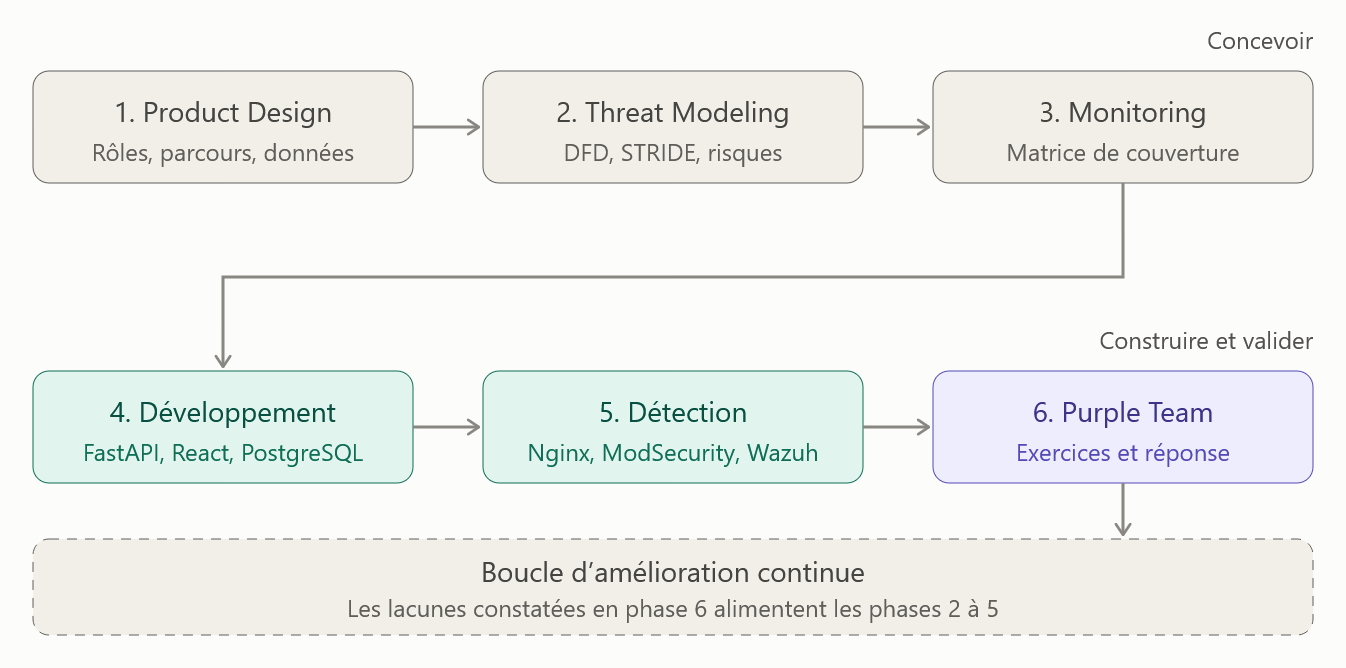 Concevoir
1. Product Design
Rôles, parcours, données
2. Threat Modeling
DFD, STRIDE, risques
3. Monitoring
Matrice de couverture
Construire et valider
4. Développement
FastAPI, React, PostgreSQL
5. Détection
Nginx, ModSecurity, Wazuh
6. Purple Team
Exercices et réponse
Boucle d’amélioration continue
Les lacunes constatées en phase 6 alimentent les phases 2 à 5